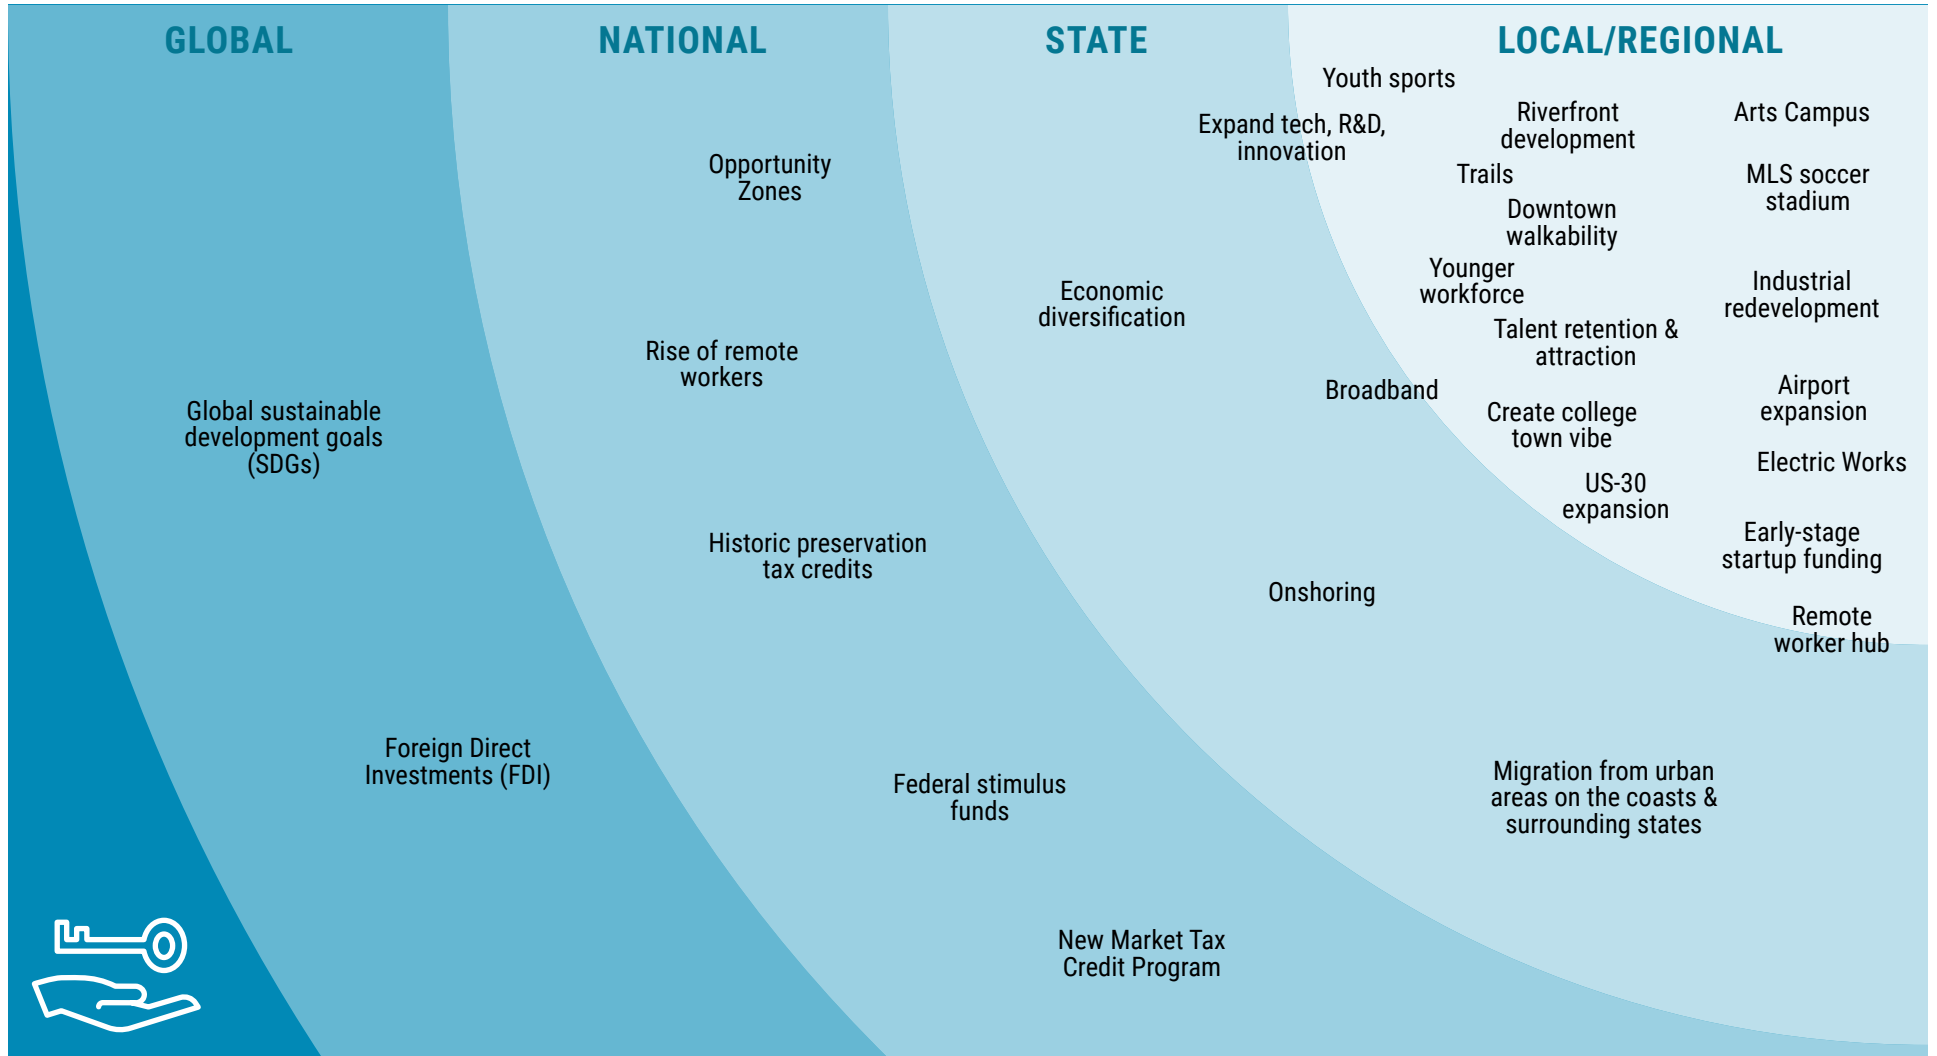 GLOBAL
NATIONAL
STATE
LOCAL/REGIONAL
Global sustainable
development goals
(SDGs)
Foreign Direct
Investments (FDI)
Opportunity
Zones
Rise of remote
workers
Historic preservation
tax credits
Federal stimulus
funds
New Market Tax
Credit Program
Expand tech, R&D,
innovation
Economic
diversification
Broadband
Onshoring
Migration from urban
areas on the coasts &
surrounding states
Youth sports
Riverfront
development
Trails
Downtown
walkability
Younger
workforce
Talent retention &
attraction
Create college
town vibe
US-30
expansion
Arts Campus
MLS soccer
stadium
Industrial
redevelopment
Airport
expansion
Electric Works
Early-stage
startup funding
Remote
worker hub